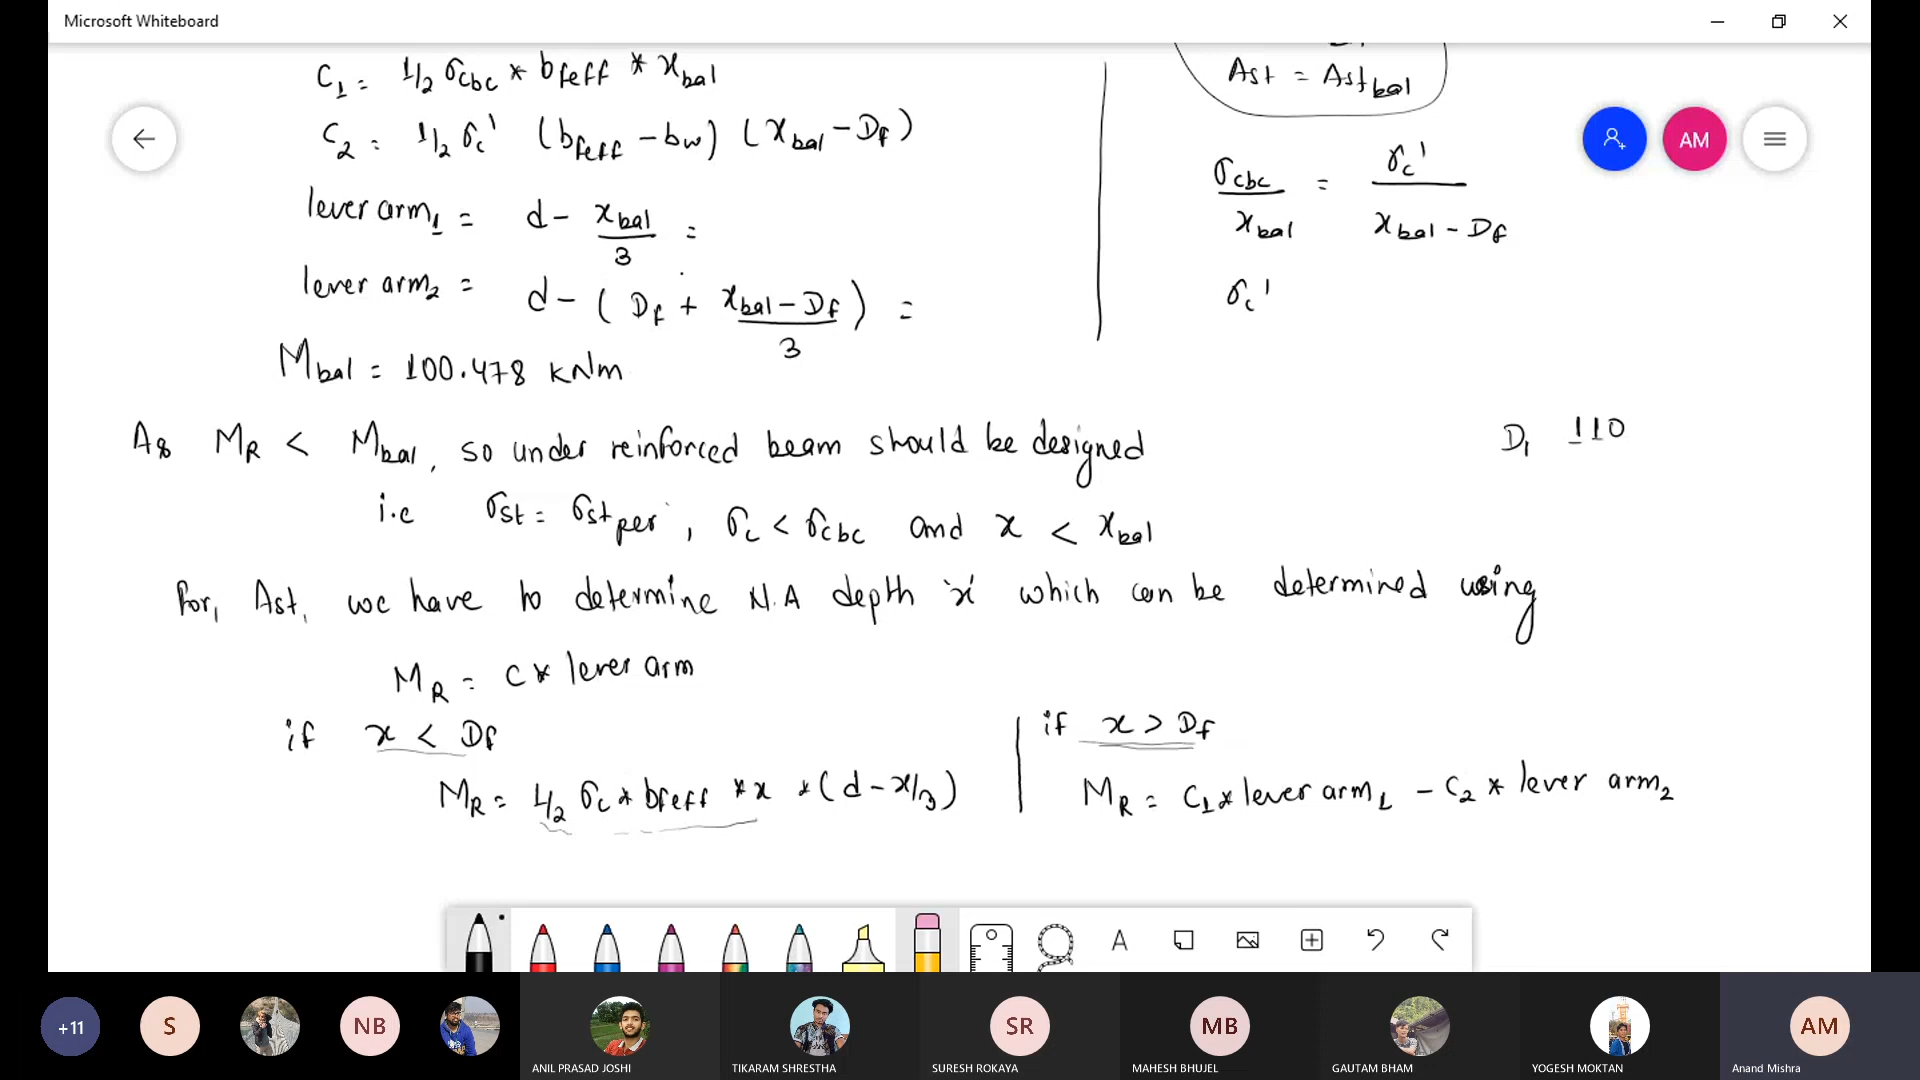 Microsoft Whiteboard
C₁ = 1/2 σcbc * bfeff * xbal
C₂ = 1/2 σc' (bfeff - bw) (xbal - Df)
lever arm₁ = d - xbal/3 =
lever arm₂ = d - (Df + (xbal - Df)/3) =
Mbal = 100.478 kNm
Ast = Astbal
σcbc/xbal = σc'/(xbal - Df)
σc'
AM
As MR < Mbal, so under reinforced beam should be designed
D, 110
i.e σst = σstper, σc < σcbc and x < xbal
For, Ast, we have to determine N.A depth 'x' which can be determined using
MR = C * lever arm
if x < Df
MR = 1/2 σc * bfeff * x * (d - x/3)
if x > Df
MR = C₁ * lever arm₁ - C₂ * lever arm₂
A
+11
S
NB
SR
MB
AM
ANIL PRASAD JOSHI
TIKARAM SHRESTHA
SURESH ROKAYA
MAHESH BHUJEL
GAUTAM BHAM
YOGESH MOKTAN
Anand Mishra